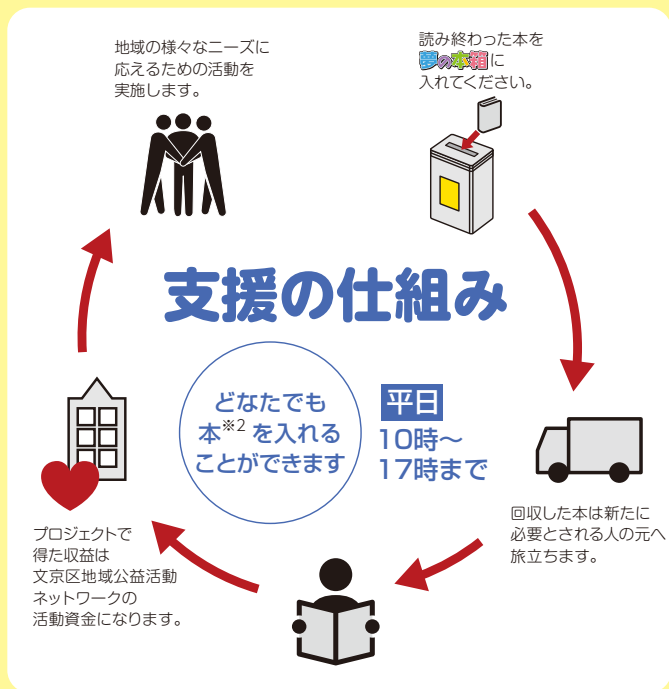 地域の様々なニーズに
応えるための活動を
実施します。
読み終わった本を
夢の本箱に
入れてください。
支援の仕組み
どなたでも
本※2 を入れる
ことができます
平日
10時～
17時まで
回収した本は新たに
必要とされる人の元へ
旅立ちます。
プロジェクトで
得た収益は
文京区地域公益活動
ネットワークの
活動資金になります。